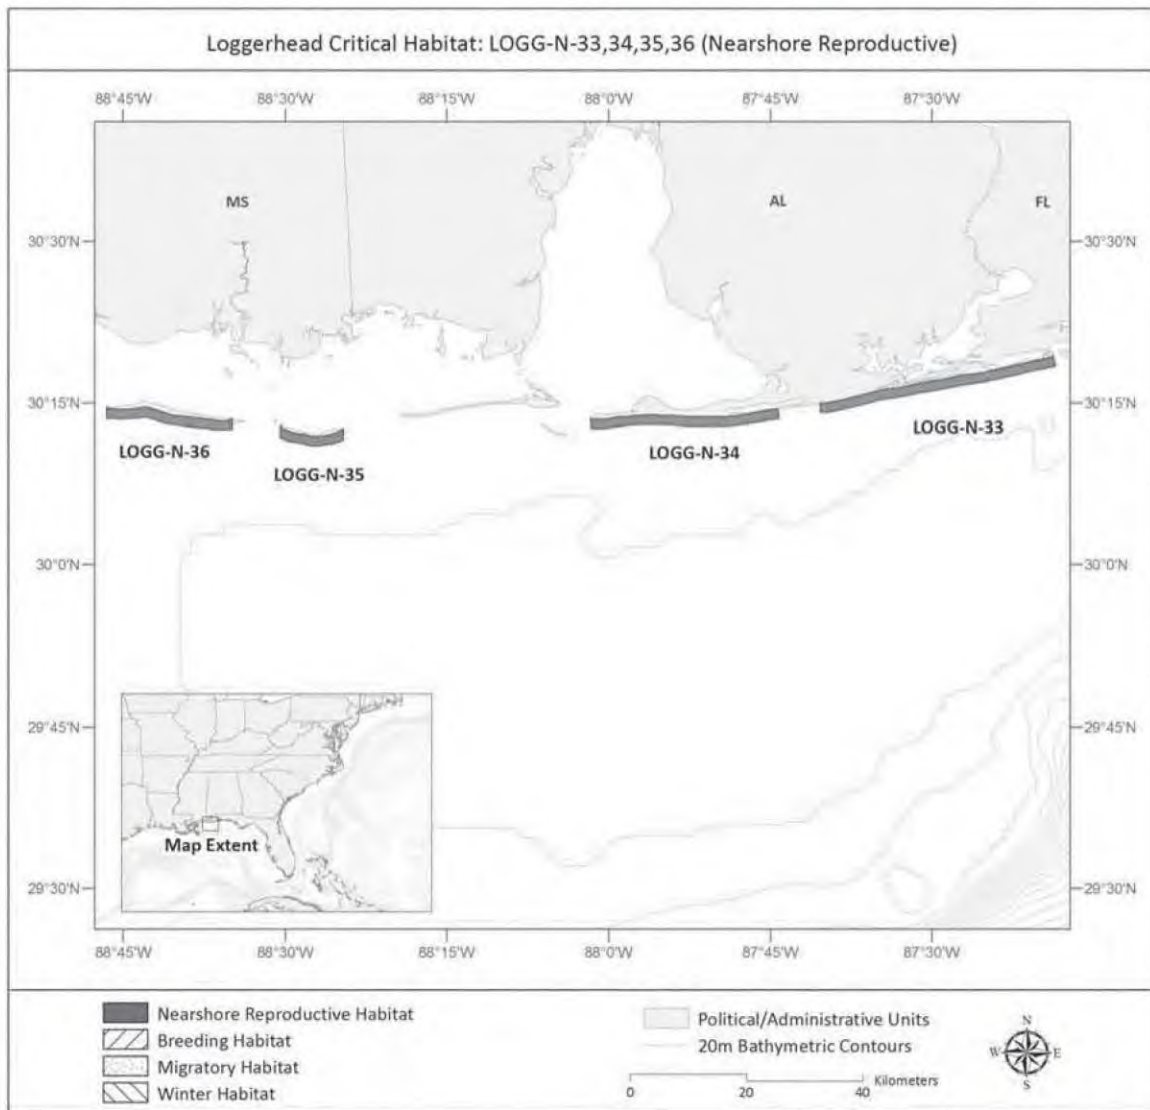 Loggerhead Critical Habitat: LOGG-N-33,34,35,36 (Nearshore Reproductive)
88°45'W 88°30'W 88°15'W 88°0'W 87°45'W 87°30'W
MS AL FL
30°30'N 30°30'N
30°15'N 30°15'N
LOGG-N-36 LOGG-N-35 LOGG-N-34 LOGG-N-33
30°0'N 30°0'N
29°45'N 29°45'N
Map Extent
29°30'N 29°30'N
88°45'W 88°30'W 88°15'W 88°0'W 87°45'W 87°30'W
Nearshore Reproductive Habitat
Breeding Habitat
Migratory Habitat
Winter Habitat
Political/Administrative Units
20m Bathymetric Contours
Kilometers
0 20 40
N
W E
S